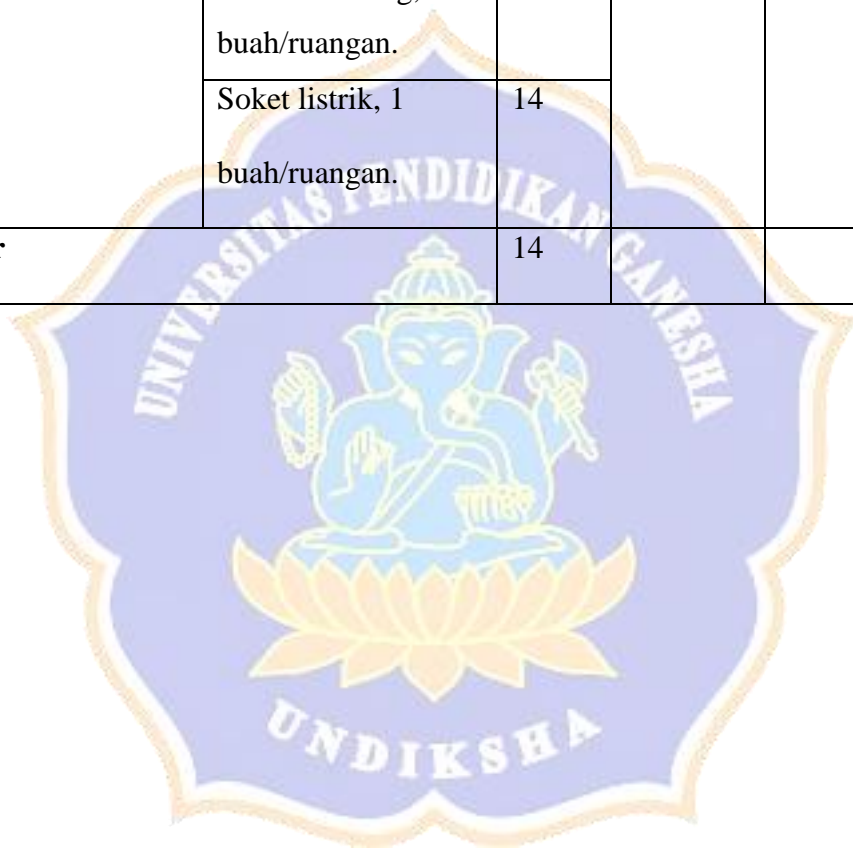 buah/ruangan.
Soket listrik, 1 14
buah/ruangan.
14
UNIVERSITAS PENDIDIKAN GANESHA
UNDIKSHA